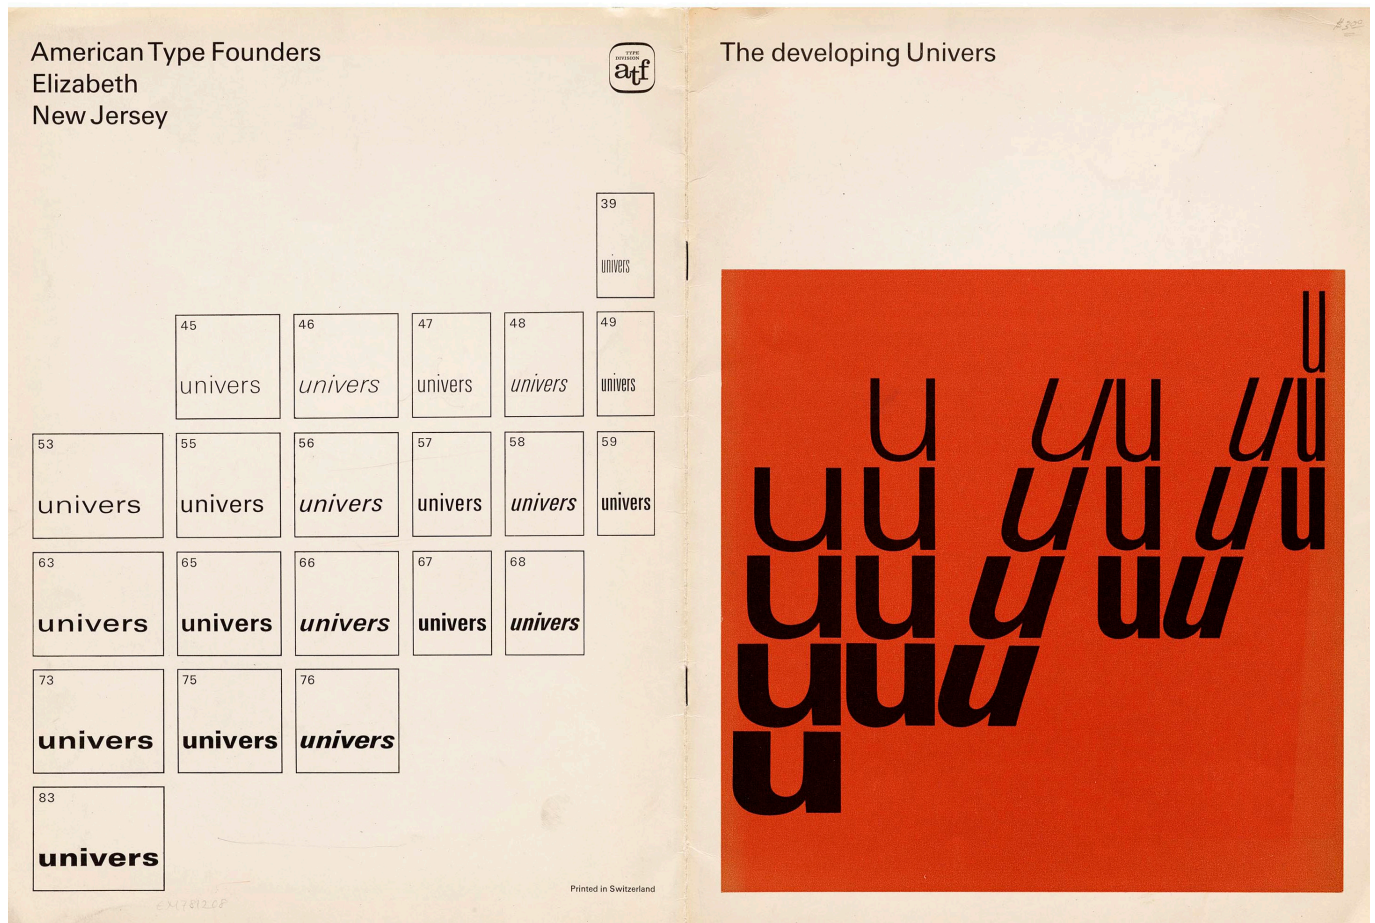 American Type Founders
Elizabeth
New Jersey
TYPE
DIVISION
atf
39
univers
45
univers
46
univers
47
univers
48
univers
49
univers
53
univers
55
univers
56
univers
57
univers
58
univers
59
univers
63
univers
65
univers
66
univers
67
univers
68
univers
73
univers
75
univers
76
univers
83
univers
Printed in Switzerland
The developing Univers
u
u u u u u
u u u u u u
u u u u u
u u u
u